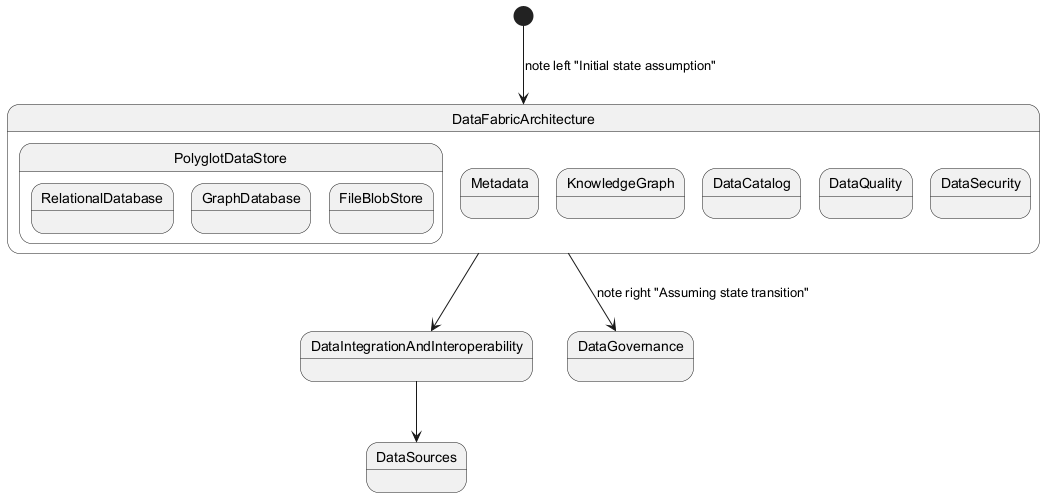 note left "Initial state assumption"
DataFabricArchitecture
PolyglotDataStore
RelationalDatabase
GraphDatabase
FileBlobStore
Metadata
KnowledgeGraph
DataCatalog
DataQuality
DataSecurity
note right "Assuming state transition"
DataIntegrationAndInteroperability
DataGovernance
DataSources